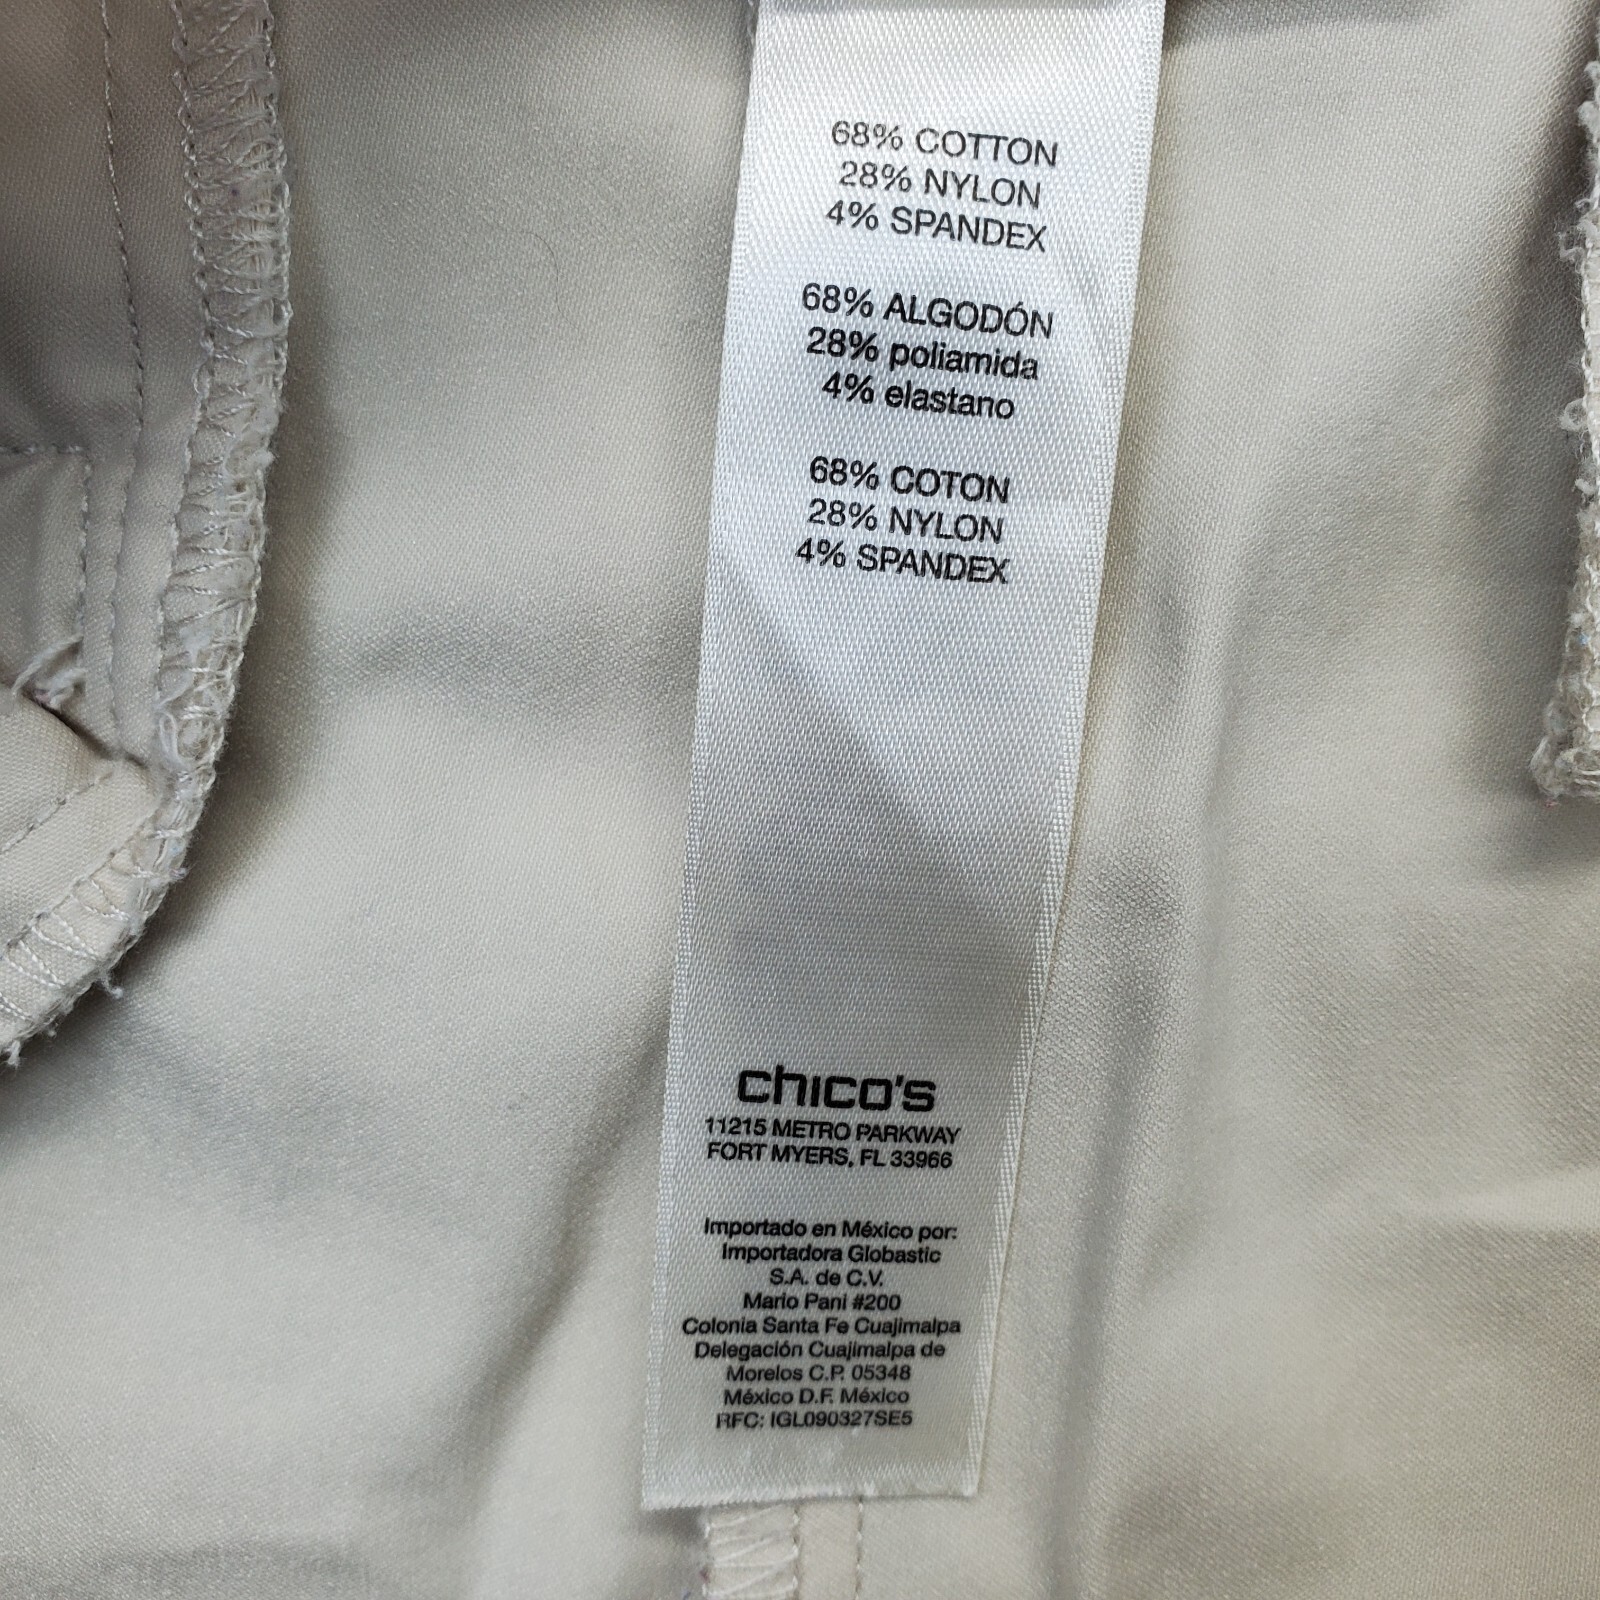 68% COTTON
28% NYLON
4% SPANDEX
68% ALGODÓN
28% poliamida
4% elastano
68% COTON
28% NYLON
4% SPANDEX
chico's
11215 METRO PARKWAY
FORT MYERS, FL 33966
Importado en México por:
Importadora Globastic
S.A. de C.V.
Mario Pani #200
Colonia Santa Fe Cuajimalpa
Delegación Cuajimalpa de
Morelos C.P. 05348
México D.F. México
RFC: IGL090327SE5